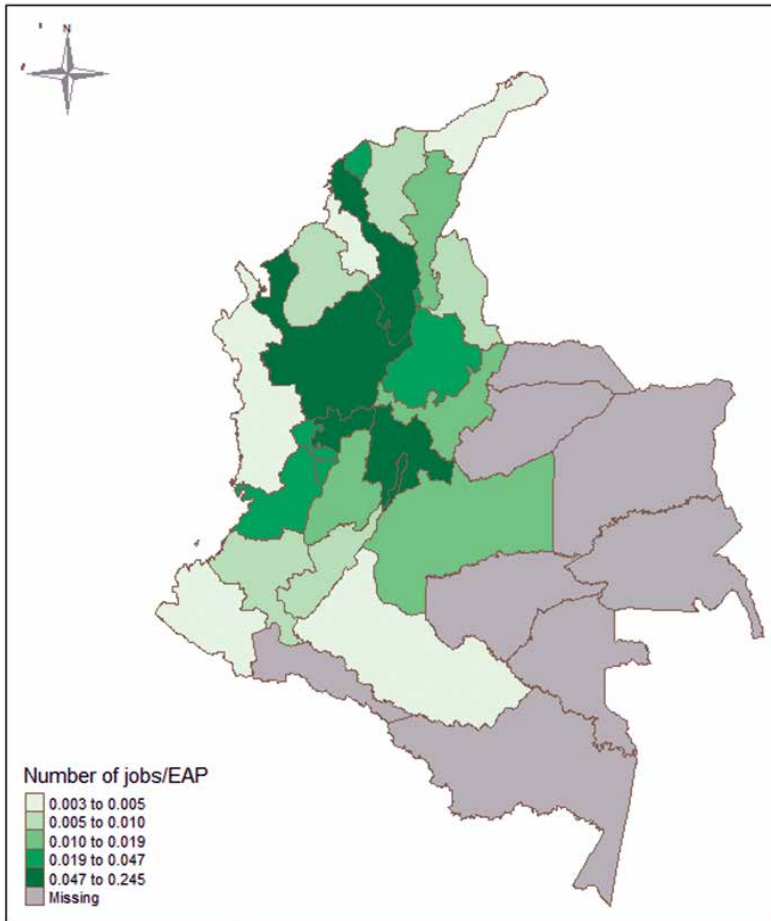 N
Number of jobs/EAP
0.003 to 0.005
0.005 to 0.010
0.010 to 0.019
0.019 to 0.047
0.047 to 0.245
Missing